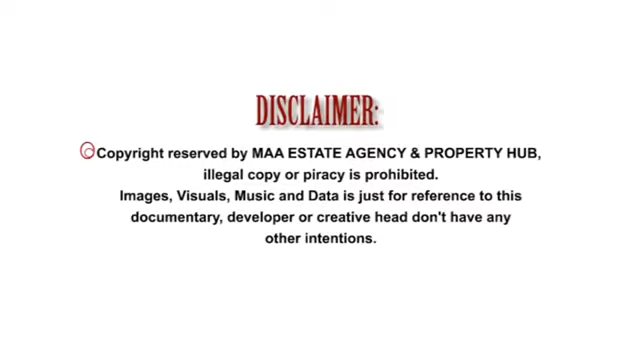 DISCLAIMER:
©Copyright reserved by MAA ESTATE AGENCY & PROPERTY HUB,
illegal copy or piracy is prohibited.
Images, Visuals, Music and Data is just for reference to this
documentary, developer or creative head don't have any
other intentions.